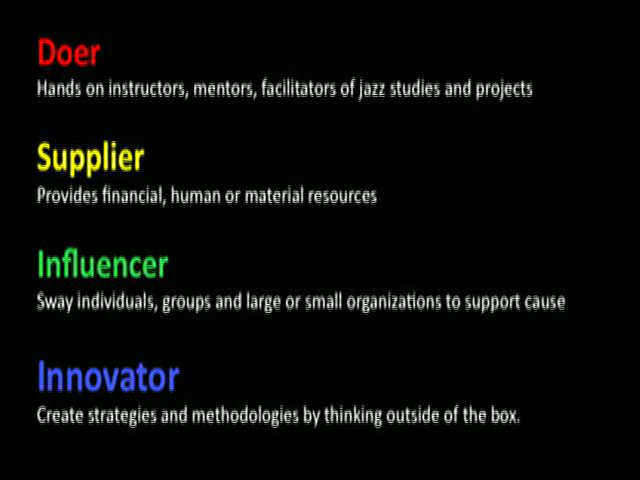 Doer
Hands on instructors, mentors, facilitators of jazz studies and projects
Supplier
Provides financial, human or material resources
Influencer
Sway individuals, groups and large or small organizations to support cause
Innovator
Create strategies and methodologies by thinking outside of the box.